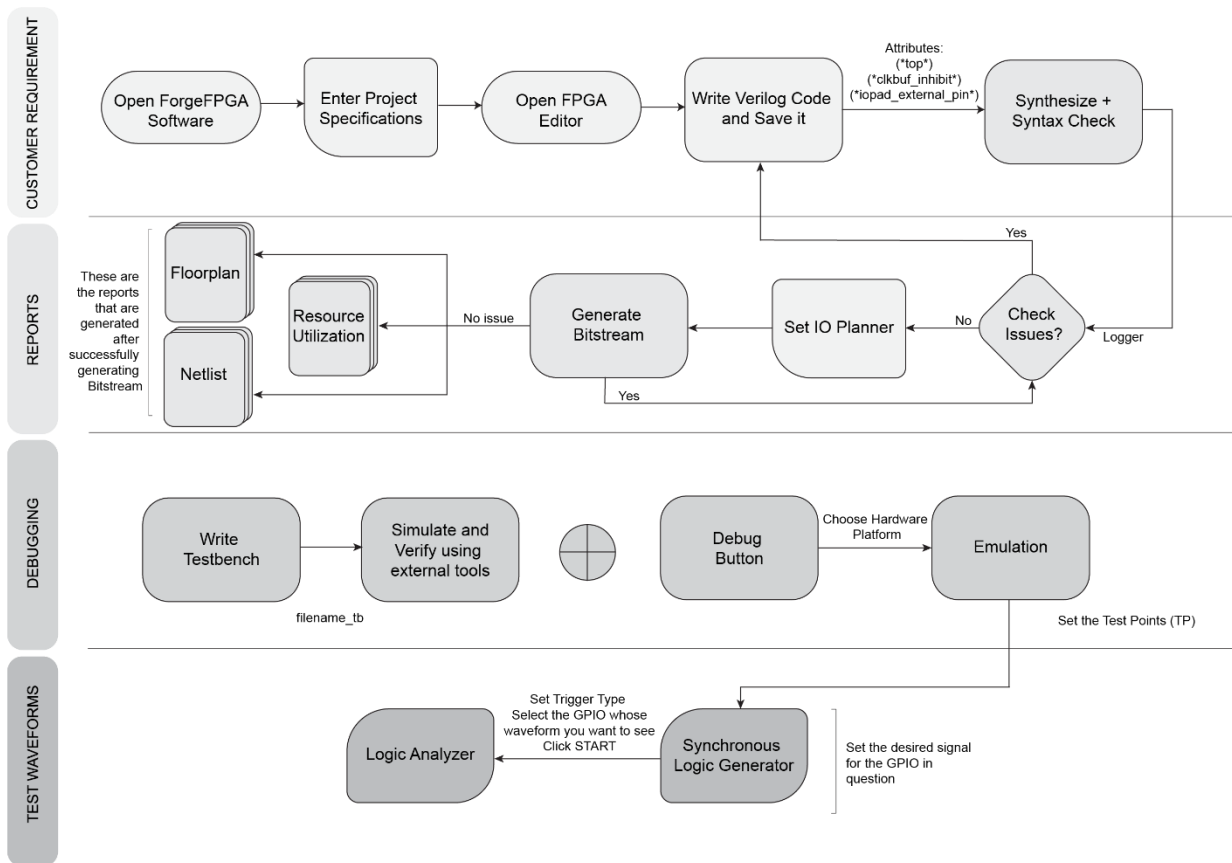 CUSTOMER REQUIREMENT
Open ForgeFPGA
Software
Enter Project
Specifications
Open FPGA
Editor
Write Verilog Code
and Save it
Attributes:
(*top*)
(*clkbuf_inhibit*)
(*iopad_external_pin*)
Synthesize +
Syntax Check
REPORTS
These are
the reports
that are
generated
after
successfully
generating
Bitstream
Floorplan
Netlist
Resource
Utilization
No issue
Generate
Bitstream
Yes
Set IO Planner
No
Check
Issues?
Yes
Logger
DEBUGGING
Write
Testbench
filename_tb
Simulate and
Verify using
external tools
Debug
Button
Choose Hardware
Platform
Emulation
Set the Test Points (TP)
TEST WAVEFORMS
Logic Analyzer
Set Trigger Type
Select the GPIO whose
waveform you want to see
Click START
Synchronous
Logic Generator
Set the desired signal
for the GPIO in
question